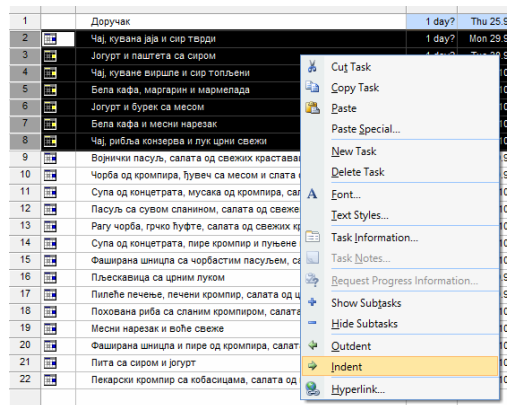 1 Доручак 1 day? Thu 25.9
2 Чај, кувана јаја и сир тврди 1 day? Mon 29.9
3 Јогурт и паштета са сиром
4 Чај, куване виршле и сир топљени
5 Бела кафа, маргарин и мармелада
6 Јогурт и бурек са месом
7 Бела кафа и месни нарезак
8 Чај, рибља конзерва и лук црни свежи
9 Војнички пасуљ, салата од свежих краставa
10 Чорба од кромпира, ђувеч са месом и слата
11 Супа од концетрата, мусака од кромпира, сал
12 Пасуљ са сувом сланином, салата од свеже
13 Рагу чорба, грчко ћуфте, салата од свежих кр
14 Супа од концетрата, пире кромпир и пуњене
15 Фаширана шницла са чорбастим пасуљем, са
16 Пљескавица са црним луком
17 Пилеће печење, печени кромпир, салата од ц
18 Похована риба са сланим кромпиром, салата
19 Месни нарезак и воће свеже
20 Фаширана шницла и пире од кромпира, салат
21 Пита са сиром и јогурт
22 Пекарски кромпир са кобасицама, салата од
Cut Task
Copy Task
Paste
Paste Special...
New Task
Delete Task
Font...
Text Styles...
Task Information...
Task Notes...
Request Progress Information...
Show Subtasks
Hide Subtasks
Outdent
Indent
Hyperlink...